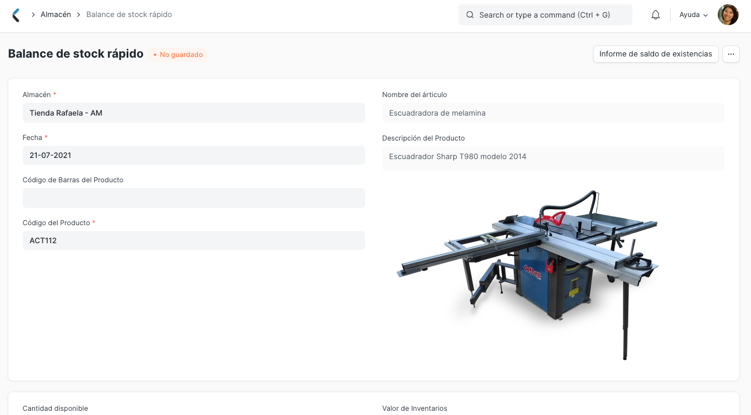 Almacén
Balance de stock rápido
Search or type a command (Ctrl + G)
Ayuda
Balance de stock rápido
No guardado
Informe de saldo de existencias
Almacén *
Tienda Rafaela - AM
Fecha *
21-07-2021
Código de Barras del Producto
Código del Producto *
ACT112
Nombre del árticulo
Escuadradora de melamina
Descripción del Producto
Escuadrador Sharp T980 modelo 2014
Cantidad disponible
Valor de Inventarios